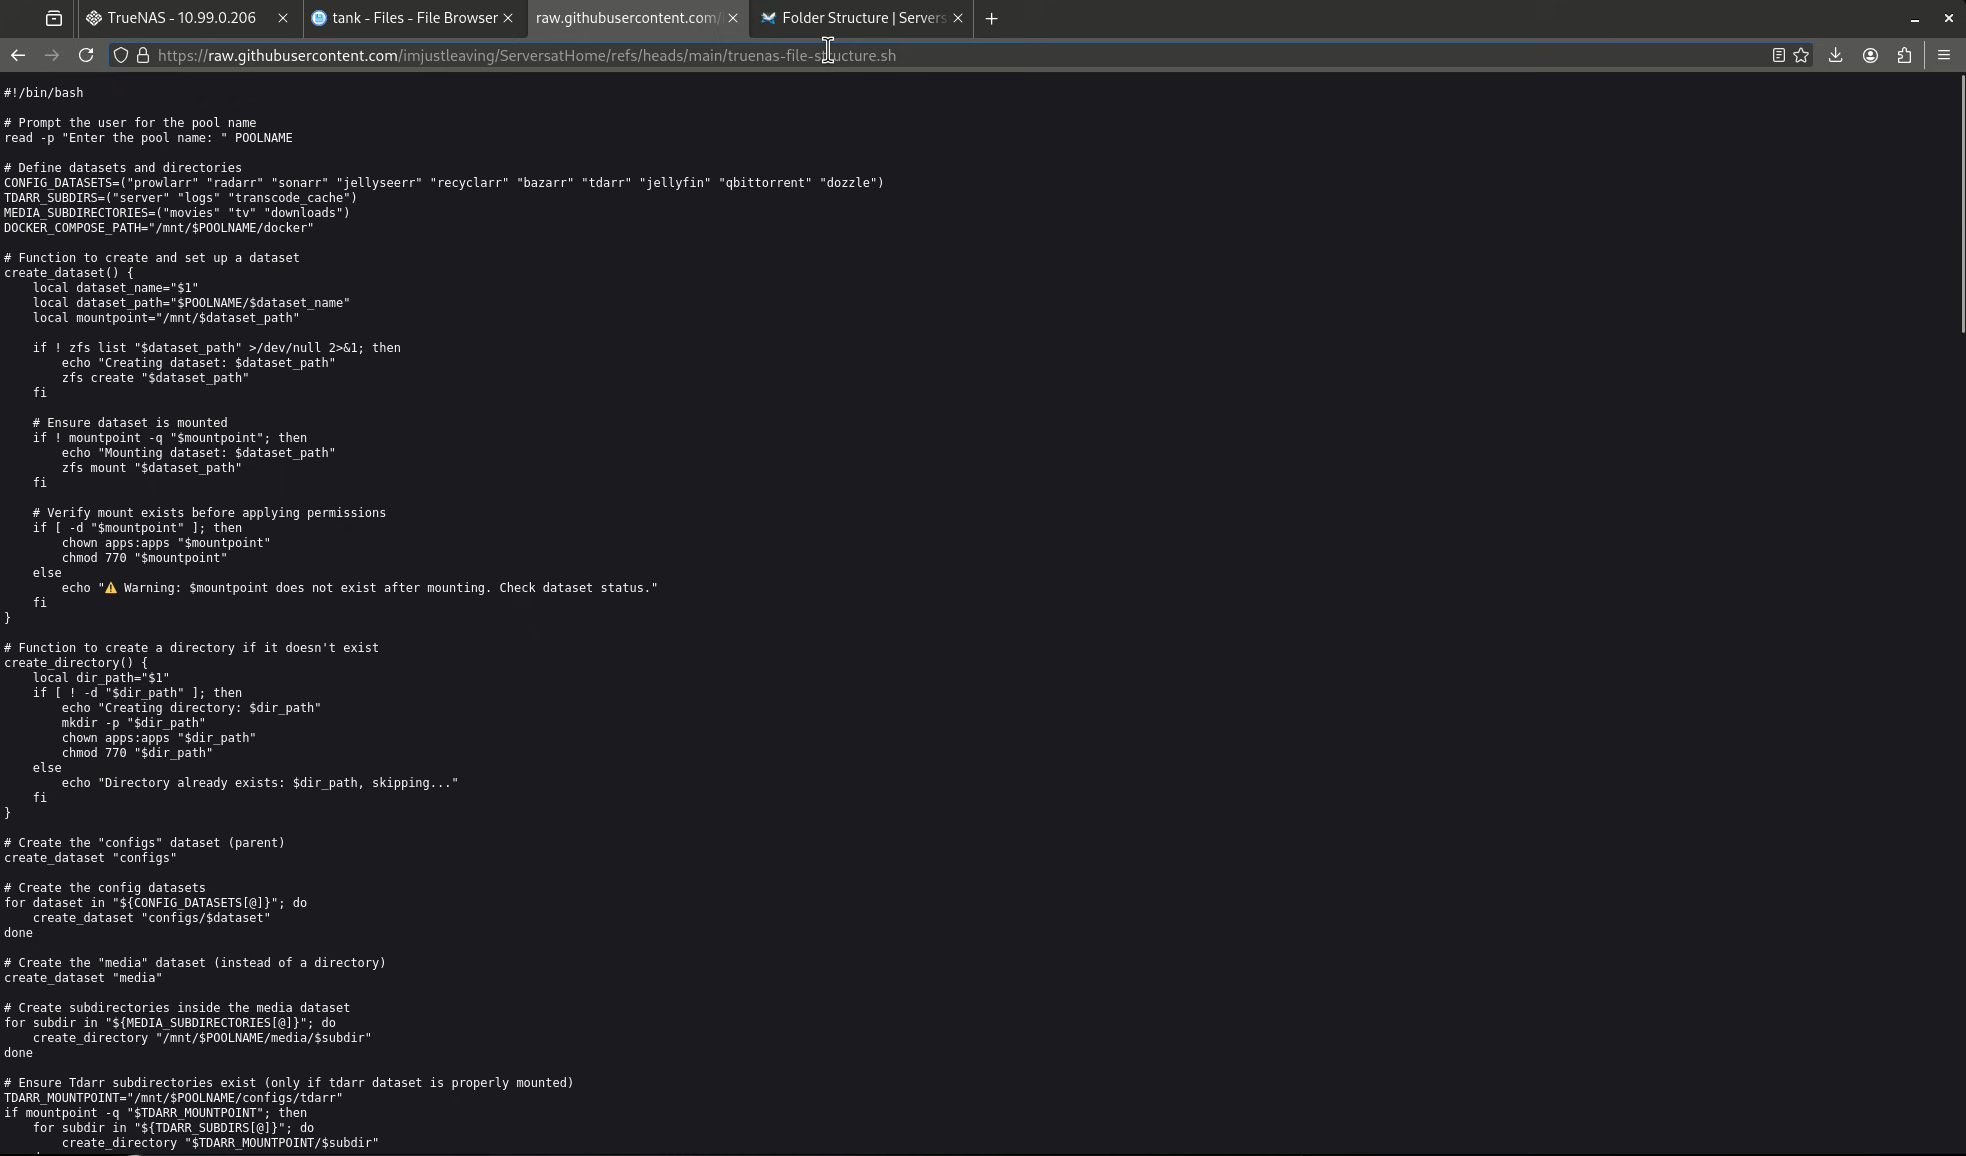 TrueNAS - 10.99.0.206
tank - Files - File Browser
raw.githubusercontent.com/
Folder Structure | Servers
https://raw.githubusercontent.com/imjustleaving/ServersatHome/refs/heads/main/truenas-file-structure.sh
#!/bin/bash
# Prompt the user for the pool name
read -p "Enter the pool name: " POOLNAME
# Define datasets and directories
CONFIG_DATASETS=("prowlarr" "radarr" "sonarr" "jellyseerr" "recyclarr" "bazarr" "tdarr" "jellyfin" "qbittorrent" "dozzle")
TDARR_SUBDIRS=("server" "logs" "transcode_cache")
MEDIA_SUBDIRECTORIES=("movies" "tv" "downloads")
DOCKER_COMPOSE_PATH="/mnt/$POOLNAME/docker"
# Function to create and set up a dataset
create_dataset() {
    local dataset_name="$1"
    local dataset_path="$POOLNAME/$dataset_name"
    local mountpoint="/mnt/$dataset_path"
    if ! zfs list "$dataset_path" >/dev/null 2>&1; then
        echo "Creating dataset: $dataset_path"
        zfs create "$dataset_path"
    fi
    # Ensure dataset is mounted
    if ! mountpoint -q "$mountpoint"; then
        echo "Mounting dataset: $dataset_path"
        zfs mount "$dataset_path"
    fi
    # Verify mount exists before applying permissions
    if [ -d "$mountpoint" ]; then
        chown apps:apps "$mountpoint"
        chmod 770 "$mountpoint"
    else
        echo "⚠️ Warning: $mountpoint does not exist after mounting. Check dataset status."
    fi
}
# Function to create a directory if it doesn't exist
create_directory() {
    local dir_path="$1"
    if [ ! -d "$dir_path" ]; then
        echo "Creating directory: $dir_path"
        mkdir -p "$dir_path"
        chown apps:apps "$dir_path"
        chmod 770 "$dir_path"
    else
        echo "Directory already exists: $dir_path, skipping..."
    fi
}
# Create the "configs" dataset (parent)
create_dataset "configs"
# Create the config datasets
for dataset in "${CONFIG_DATASETS[@]}"; do
    create_dataset "configs/$dataset"
done
# Create the "media" dataset (instead of a directory)
create_dataset "media"
# Create subdirectories inside the media dataset
for subdir in "${MEDIA_SUBDIRECTORIES[@]}"; do
    create_directory "/mnt/$POOLNAME/media/$subdir"
done
# Ensure Tdarr subdirectories exist (only if tdarr dataset is properly mounted)
TDARR_MOUNTPOINT="/mnt/$POOLNAME/configs/tdarr"
if mountpoint -q "$TDARR_MOUNTPOINT"; then
    for subdir in "${TDARR_SUBDIRS[@]}"; do
        create_directory "$TDARR_MOUNTPOINT/$subdir"